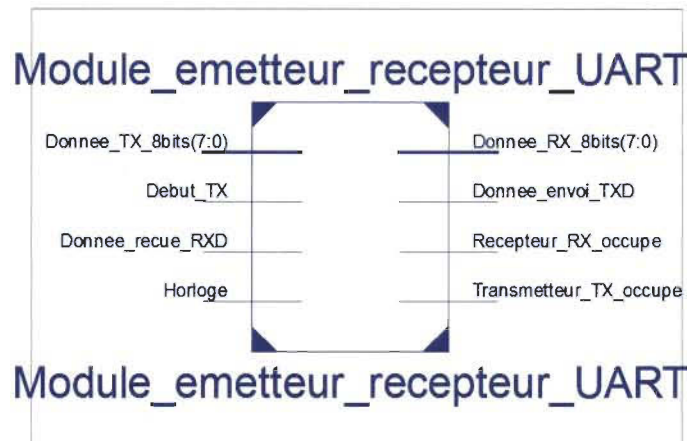 Module_emetteur_recepteur_UART
Donnee_TX_8bits(7:0) Donnee_RX_8bits(7:0)
Debut_TX Donnee_envoi_TXD
Donnee_recue_RXD Recepteur_RX_occupe
Horloge Transmetteur_TX_occupe
Module_emetteur_recepteur_UART